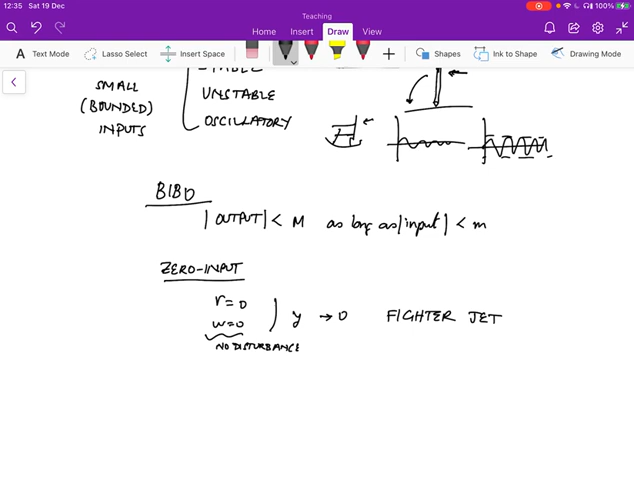 12:35 Sat 19 Dec
100%
Teaching
Home Insert Draw View
Text Mode Lasso Select Insert Space Shapes Ink to Shape Drawing Mode
STABLE
SMALL
(BOUNDED)
INPUTS
UNSTABLE
OSCILLATORY
BIBO
|OUTPUT| < M as long as |input| < m
ZERO-INPUT
r=0
w=0
NO DISTURBANCE
y → 0
FIGHTER JET